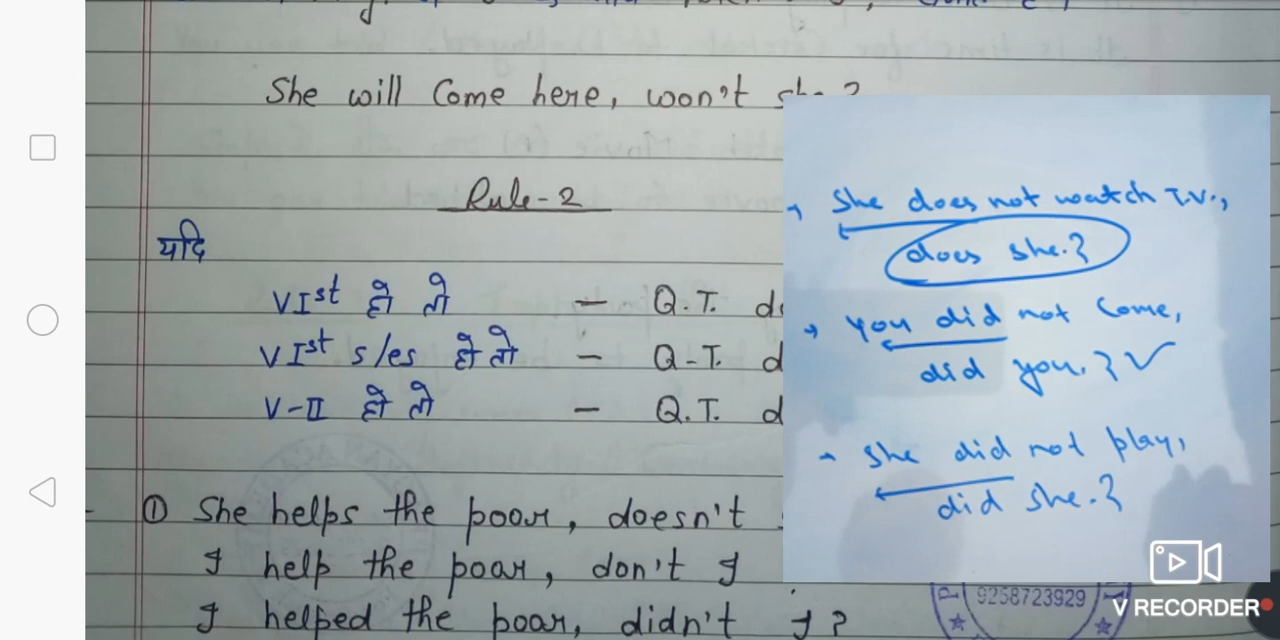 She will Come here, won't she?
Rule-2
यदि
VIst हो तो – Q.T.
VIst s/es हो तो – Q-T.
V-II हो तो – Q.T.
① She helps the poor, doesn't
I help the poor, don't I
I helped the poor, didn't I?
She does not watch T.V.,
does she.?
You did not Come,
did you.?
She did not play,
did she.?
9258723929
V RECORDER